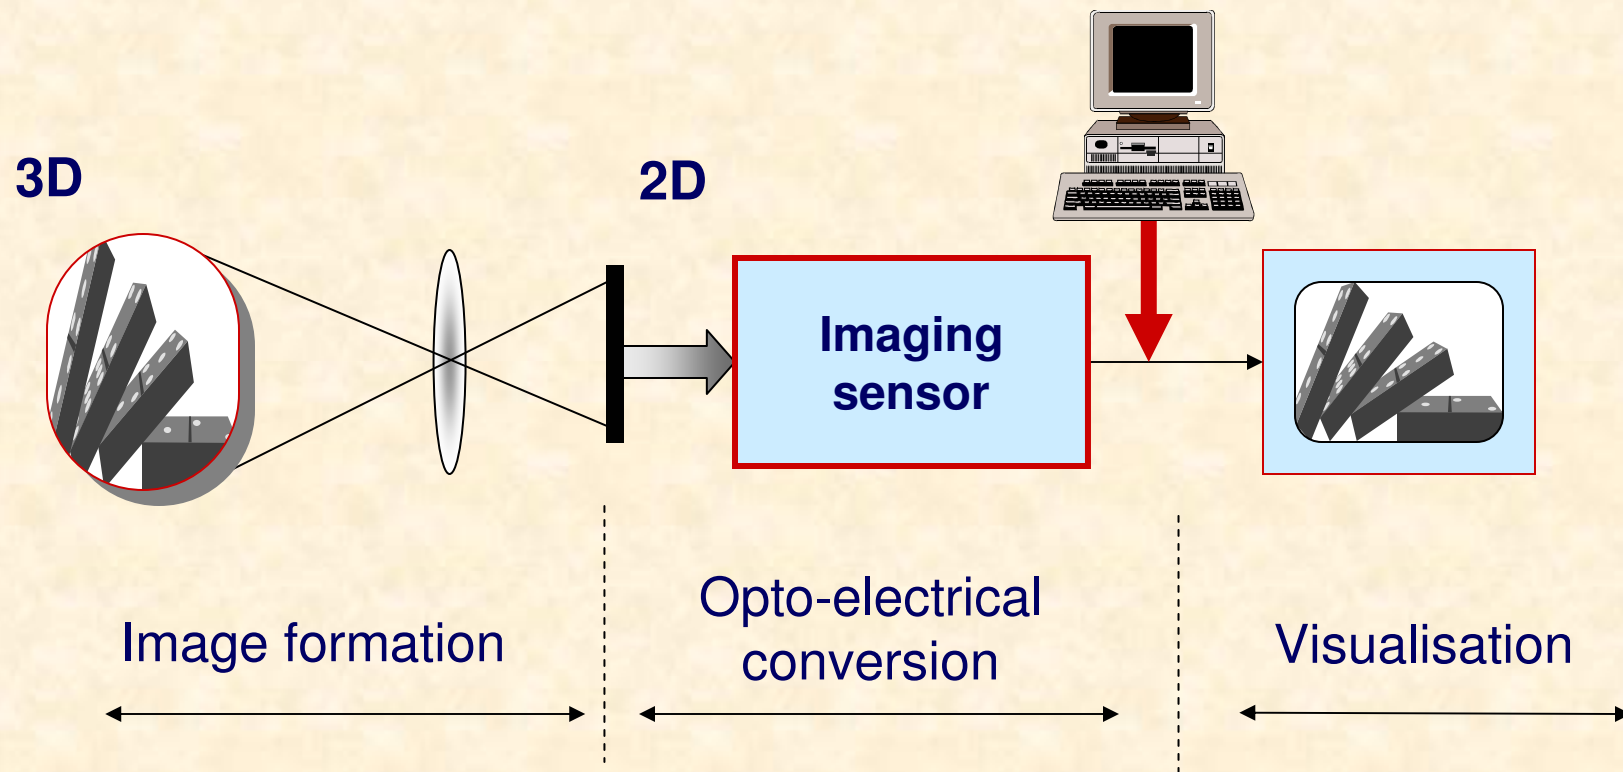 3D
2D
Imaging
sensor
Image formation
Opto-electrical
conversion
Visualisation